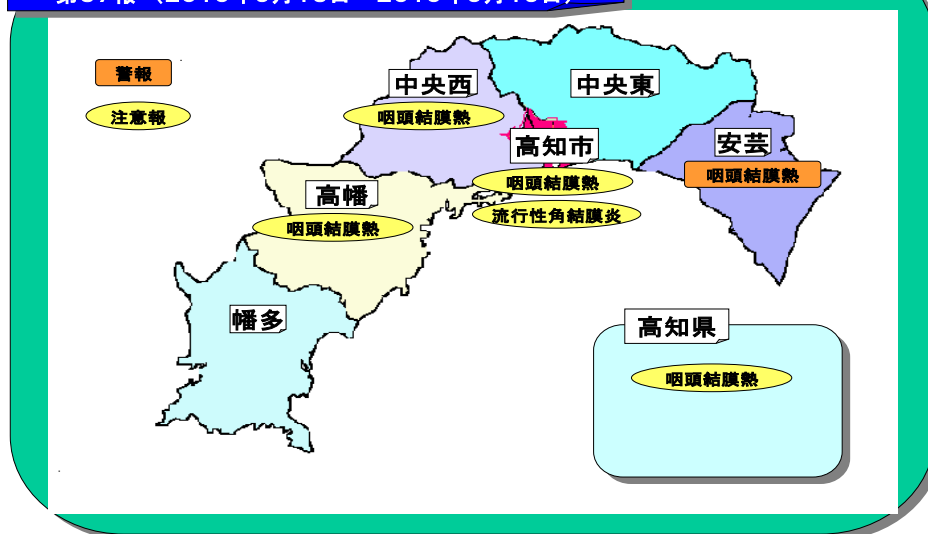 警報
注意報
中央西
咽頭結膜熱
中央東
高知市
咽頭結膜熱
流行性角結膜炎
安芸
咽頭結膜熱
高幡
咽頭結膜熱
幡多
高知県
咽頭結膜熱